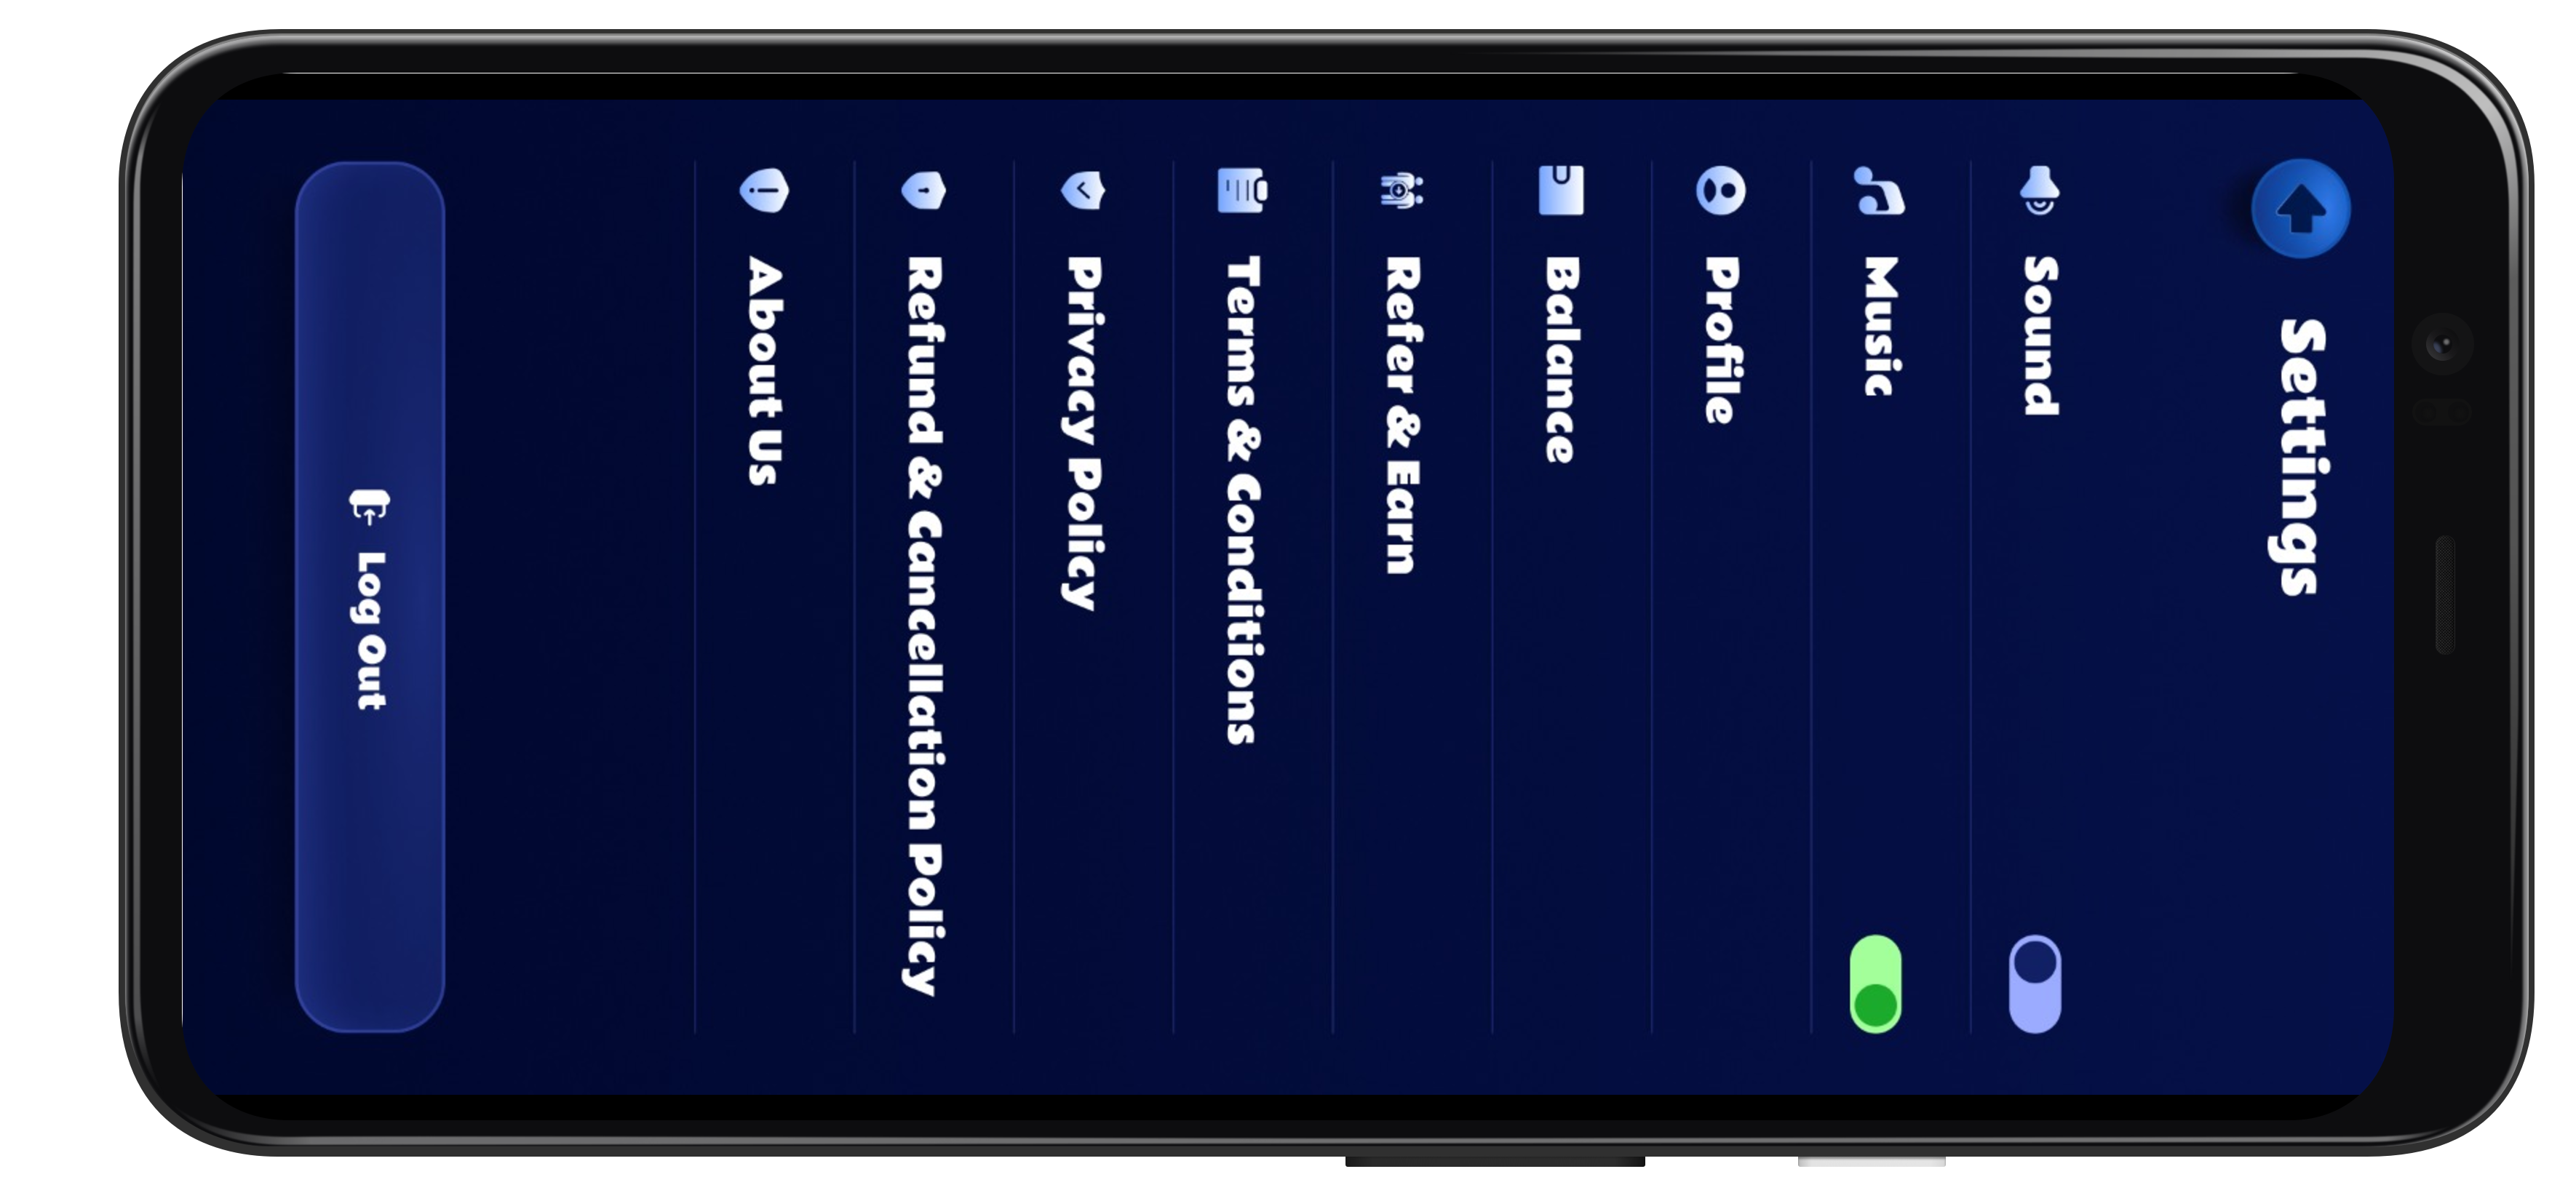 Settings
Sound
Music
Profile
Balance
Refer & Earn
Terms & Conditions
Privacy Policy
Refund & Cancellation Policy
About Us
Log Out